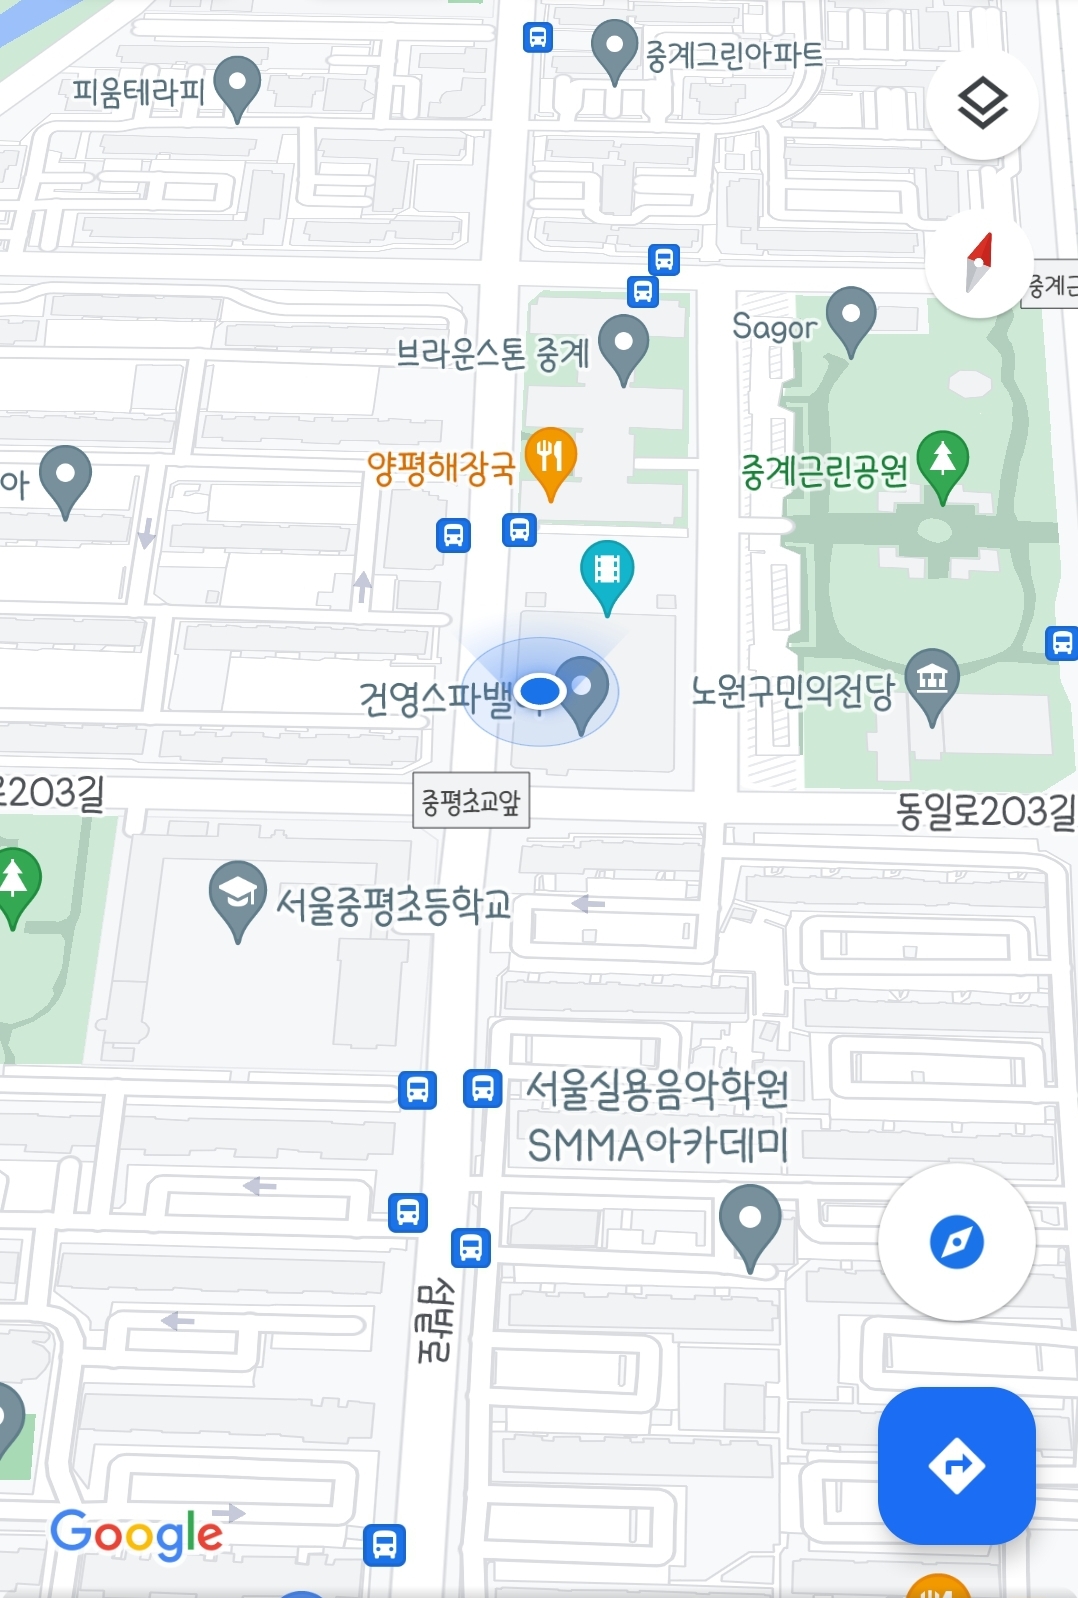 중계그린아파트
피움테라피
중계근
Sagor
브라운스톤 중계
양평해장국
중계근린공원
아
건영스파밸
노원구민의전당
로203길
중평초교앞
동일로203길
서울중평초등학교
서울실용음악학원
SMMA아카데미
섬밭로
Google